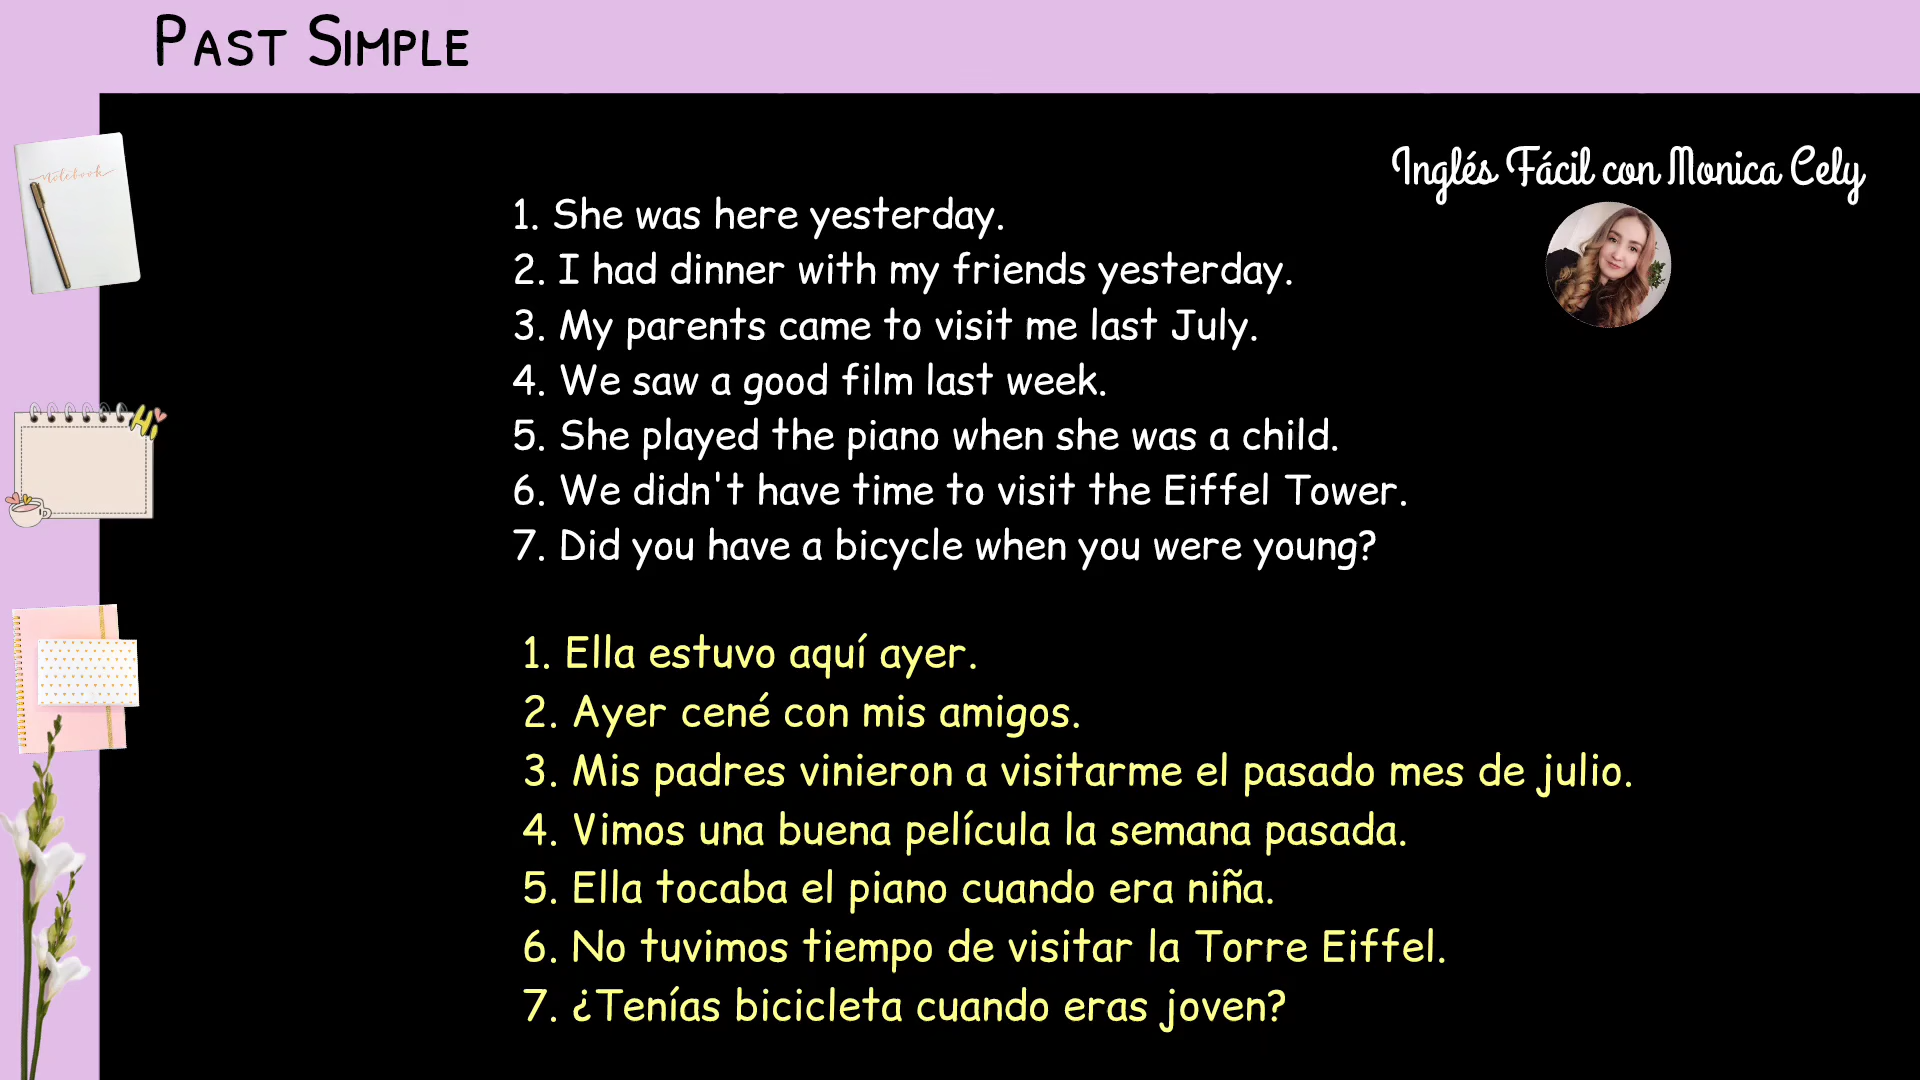 Past Simple
Inglés Fácil con Monica Cely
notebook
Hi
1. She was here yesterday.
2. I had dinner with my friends yesterday.
3. My parents came to visit me last July.
4. We saw a good film last week.
5. She played the piano when she was a child.
6. We didn't have time to visit the Eiffel Tower.
7. Did you have a bicycle when you were young?
1. Ella estuvo aquí ayer.
2. Ayer cené con mis amigos.
3. Mis padres vinieron a visitarme el pasado mes de julio.
4. Vimos una buena película la semana pasada.
5. Ella tocaba el piano cuando era niña.
6. No tuvimos tiempo de visitar la Torre Eiffel.
7. ¿Tenías bicicleta cuando eras joven?